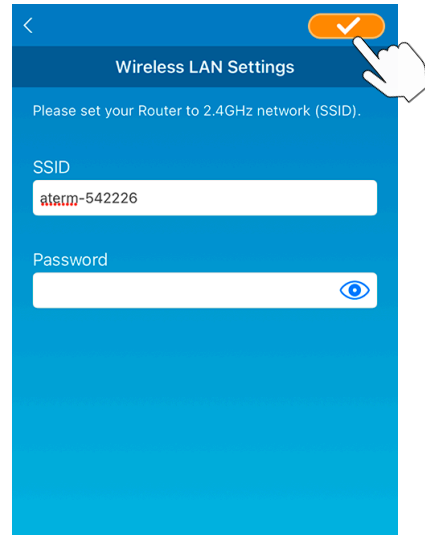 Wireless LAN Settings
Please set your Router to 2.4GHz network (SSID).
SSID
aterm-542226
Password